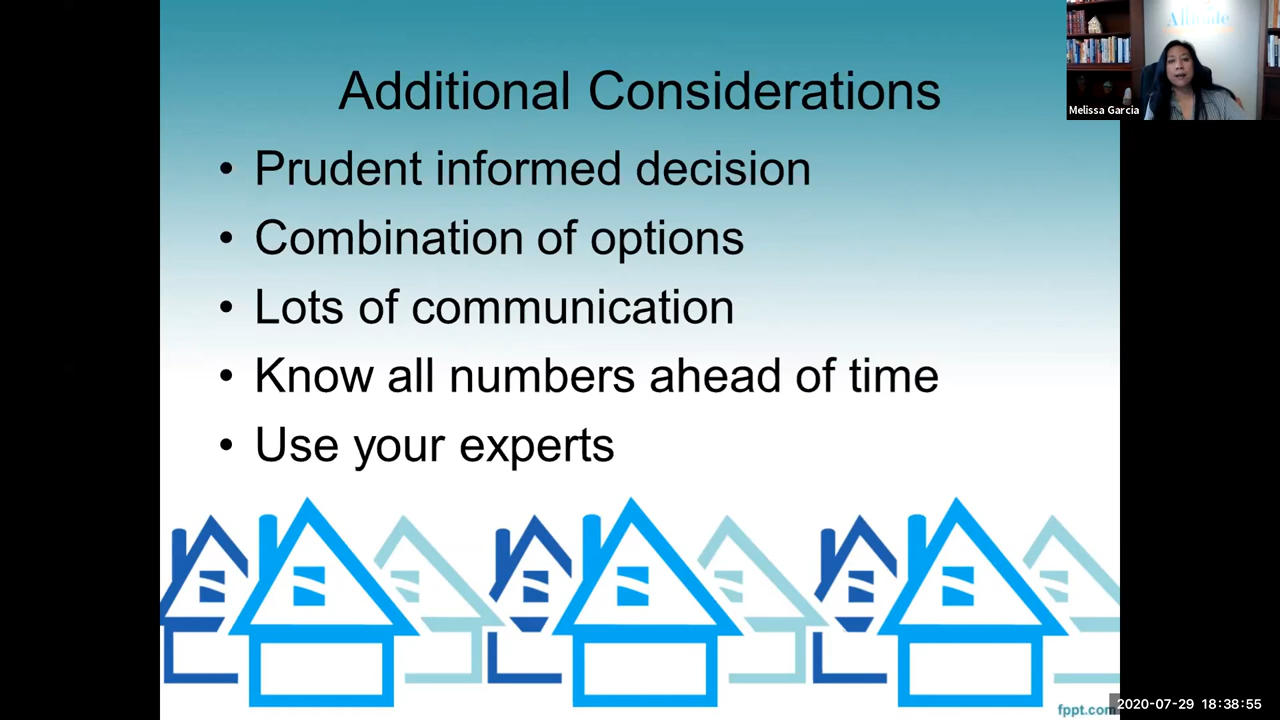 Altitude
Melissa Garcia
Additional Considerations
• Prudent informed decision
• Combination of options
• Lots of communication
• Know all numbers ahead of time
• Use your experts
fppt.com
2020-07-29 18:38:55